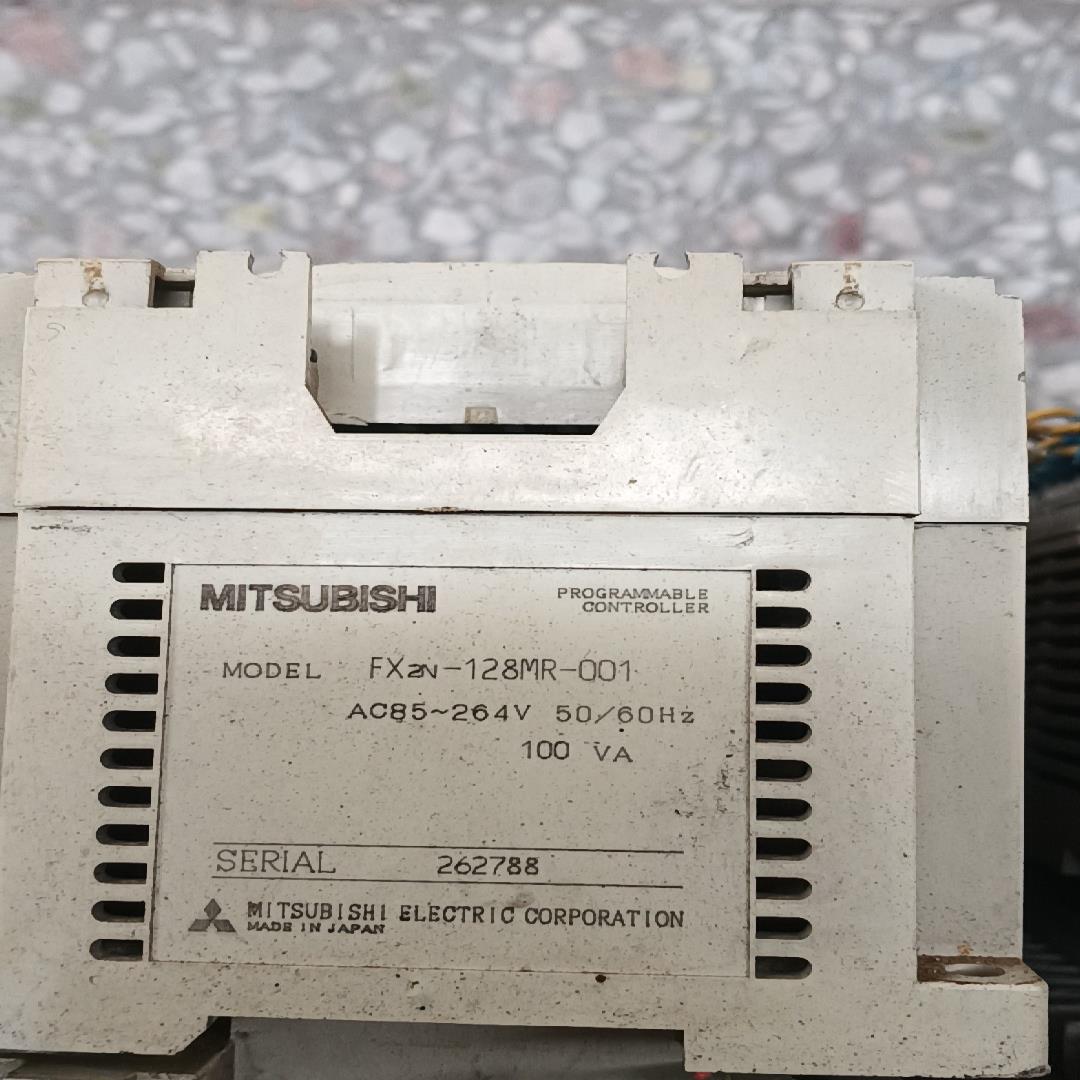 MITSUBISHI
PROGRAMMABLE
CONTROLLER
MODEL FX2N-128MR-001
AC85~264V 50/60Hz
100 VA
SERIAL 262788
MITSUBISHI ELECTRIC CORPORATION
MADE IN JAPAN